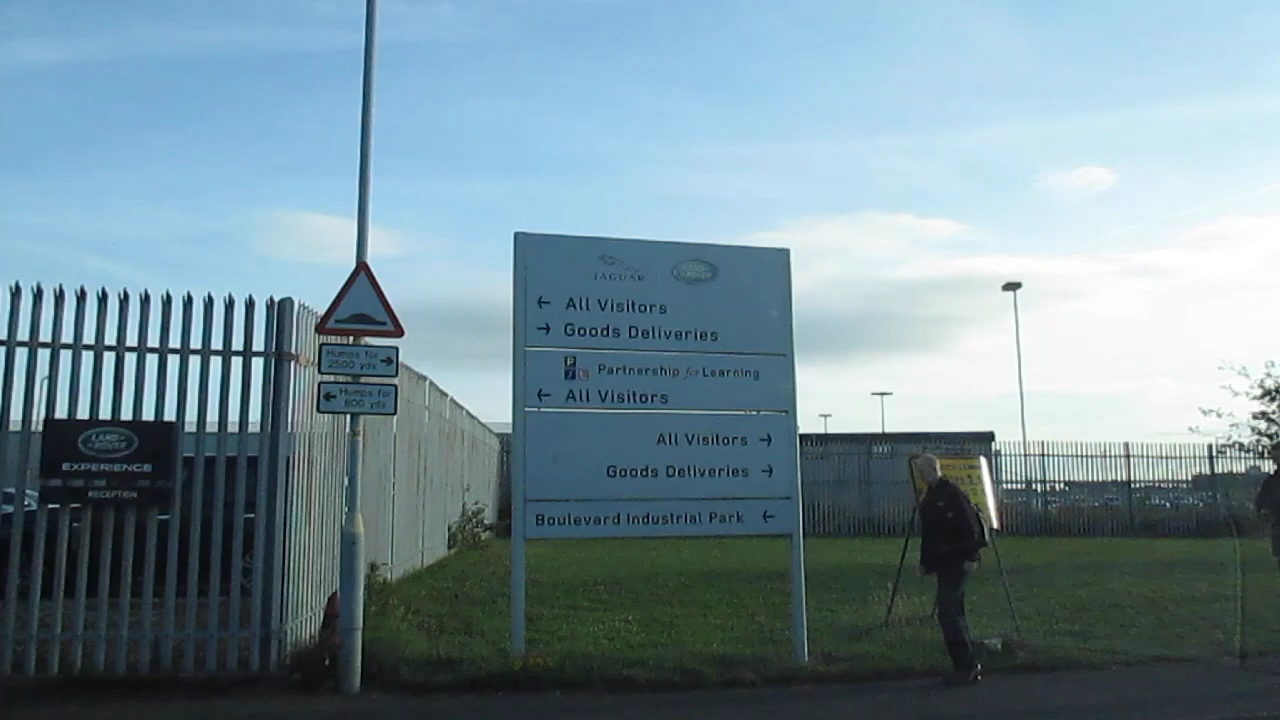 JAGUAR
LAND
ROVER
← All Visitors
→ Goods Deliveries
P
L
Partnership for Learning
← All Visitors
All Visitors →
Goods Deliveries →
Boulevard Industrial Park ←
Humps for
2500 yds →
← Humps for
800 yds
LAND
ROVER
EXPERIENCE
RECEPTION